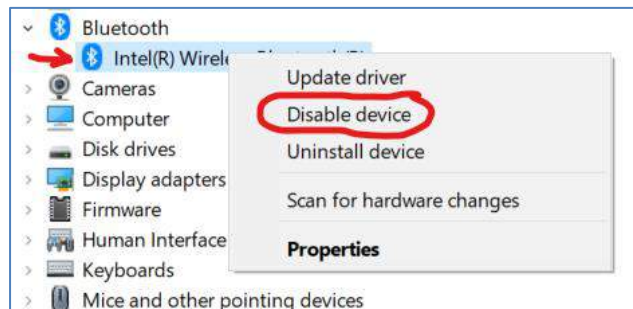 Bluetooth
Intel(R) Wirele
Cameras
Computer
Disk drives
Display adapters
Firmware
Human Interface
Keyboards
Mice and other pointing devices
Update driver
Disable device
Uninstall device
Scan for hardware changes
Properties